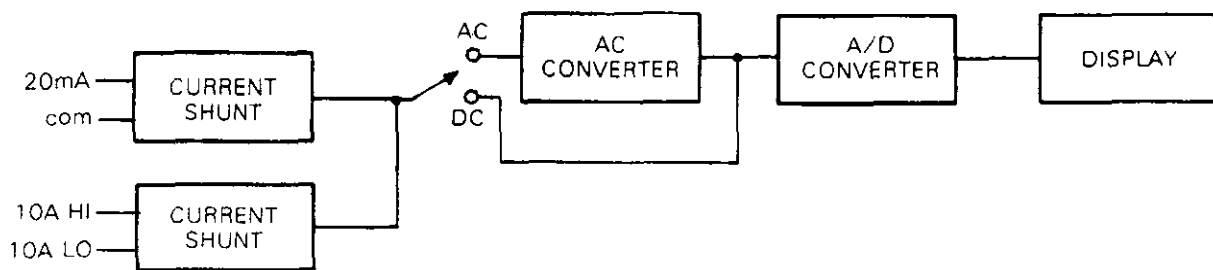 20mA
com
CURRENT
SHUNT
10A HI
10A LO
CURRENT
SHUNT
AC
DC
AC
CONVERTER
A/D
CONVERTER
DISPLAY